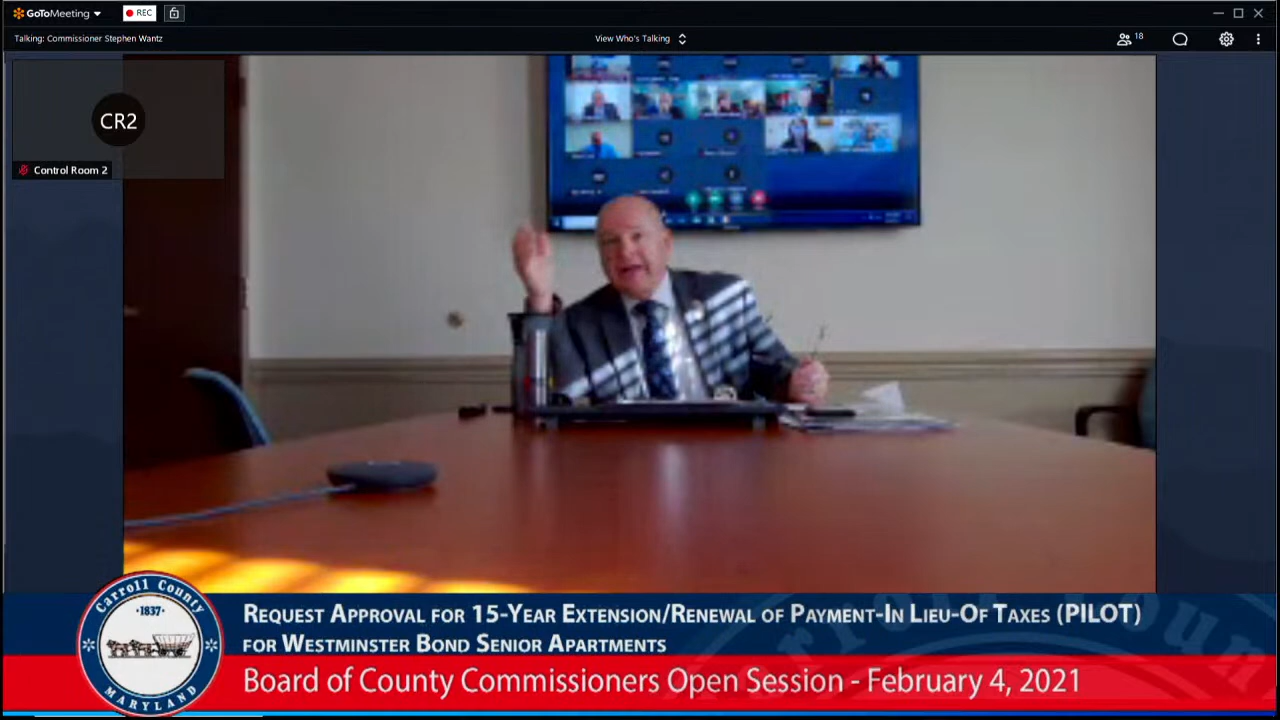 GoToMeeting
REC
Talking: Commissioner Stephen Wantz
View Who's Talking
18
CR2
Control Room 2
Carroll County
1837
MARYLAND
REQUEST APPROVAL FOR 15-YEAR EXTENSION/RENEWAL OF PAYMENT-IN LIEU-OF TAXES (PILOT)
FOR WESTMINSTER BOND SENIOR APARTMENTS
Board of County Commissioners Open Session - February 4, 2021